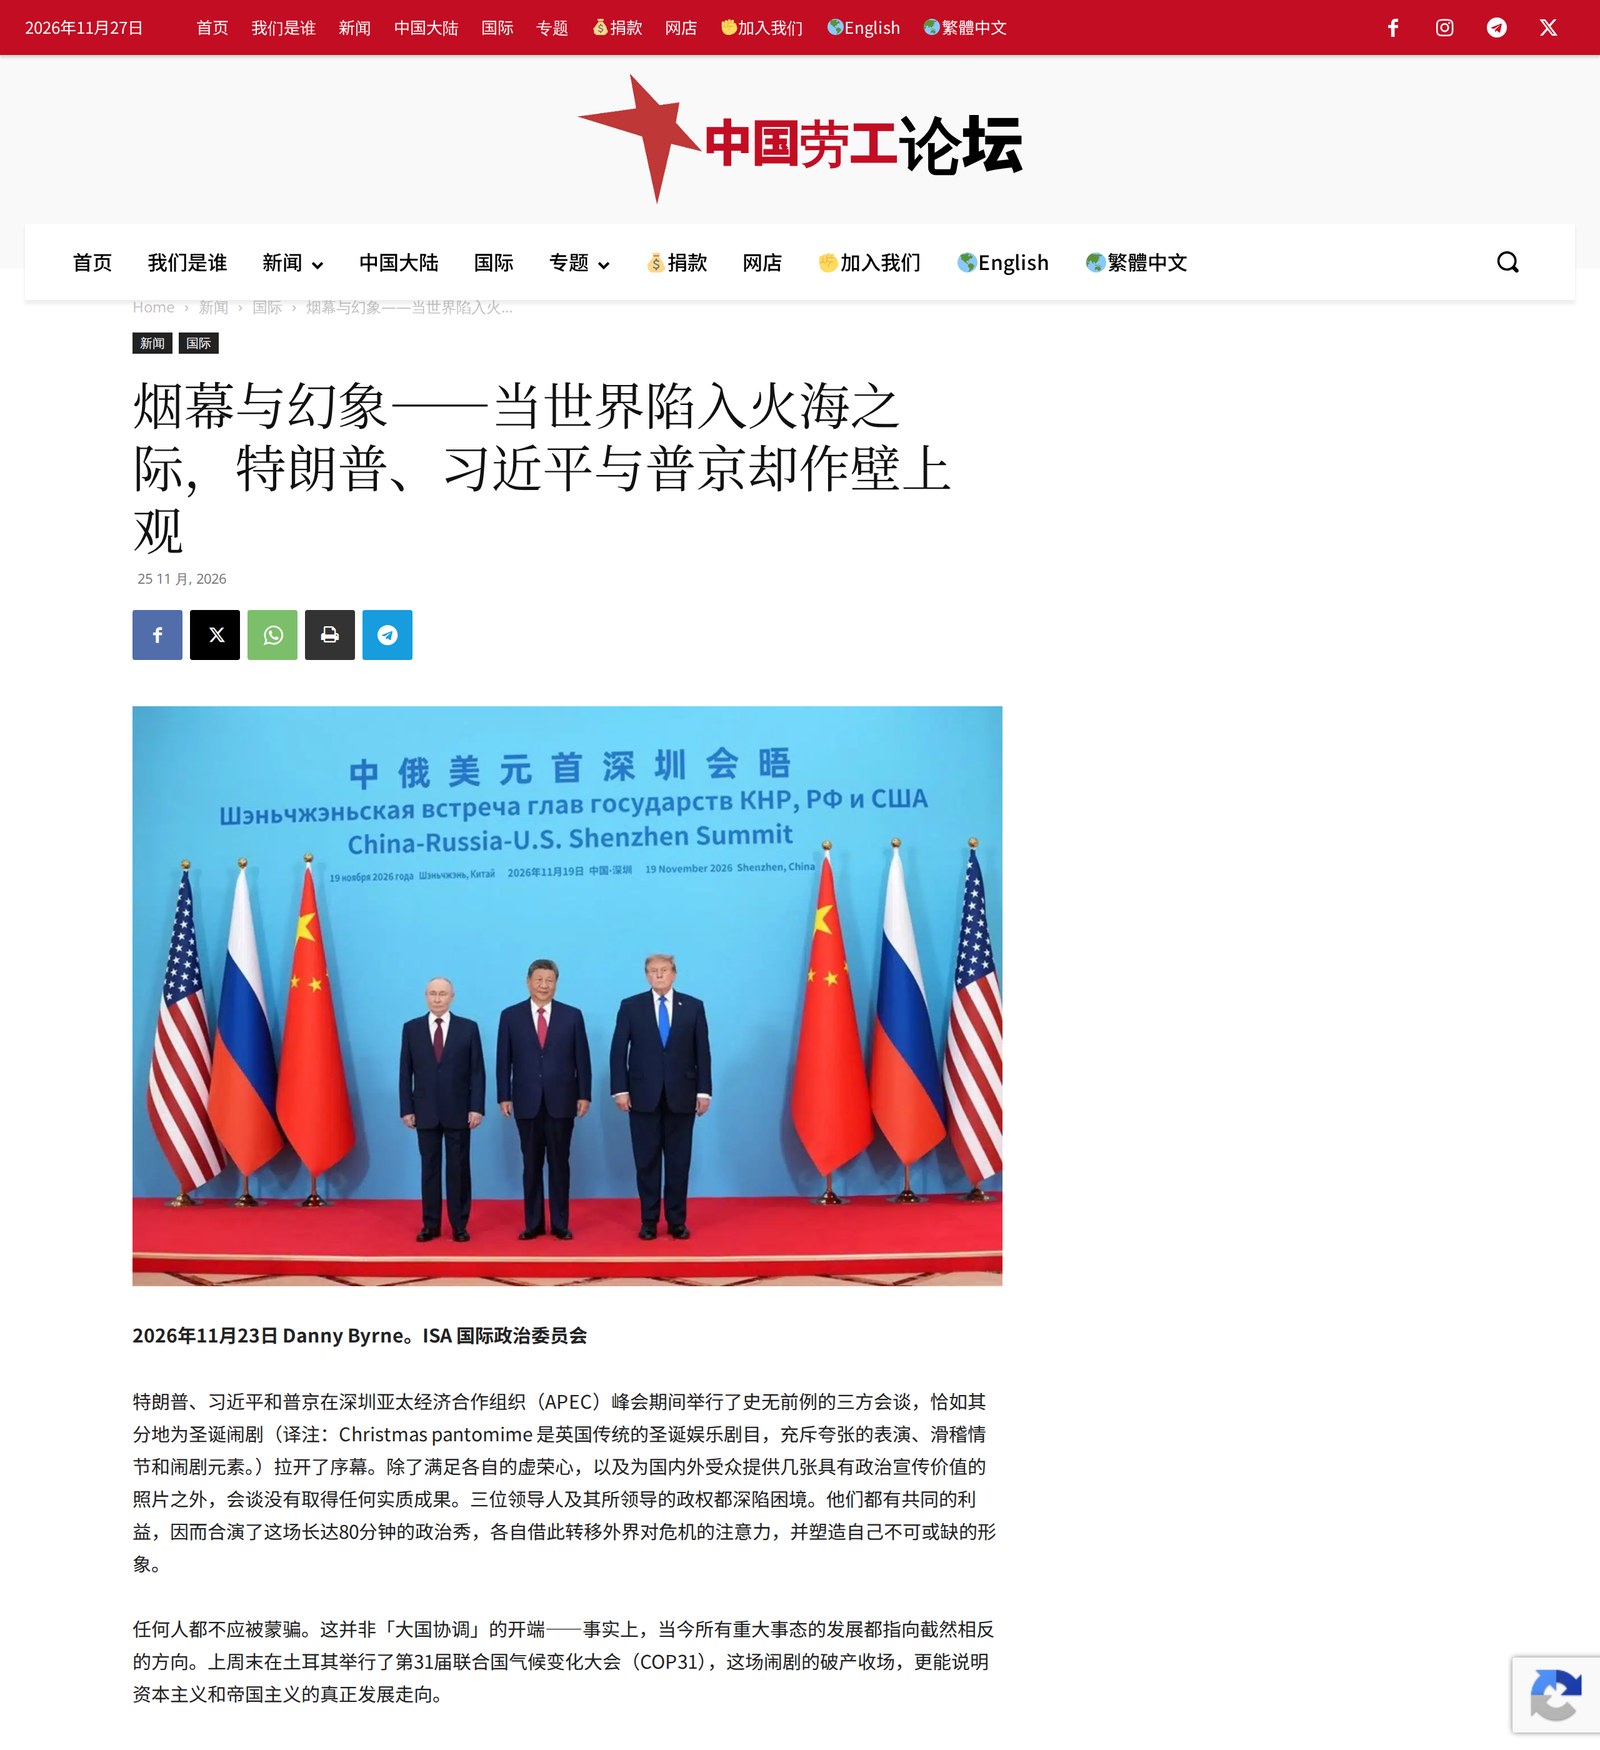 2026年11月27日 首页 我们是谁 新闻 中国大陆 国际 专题 💰捐款 网店 ✊加入我们 🌎English 🌏繁體中文
中国劳工论坛
首页 我们是谁 新闻 中国大陆 国际 专题 💰捐款 网店 ✊加入我们 🌎English 🌏繁體中文
Home › 新闻 › 国际 › 烟幕与幻象——当世界陷入火...
新闻 国际
烟幕与幻象——当世界陷入火海之
际，特朗普、习近平与普京却作壁上
观
25 11 月, 2026
中俄美元首深圳会晤
Шэньчжэньская встреча глав государств КНР, РФ и США
China-Russia-U.S. Shenzhen Summit
19 ноября 2026 года Шэньчжэнь, Китай 2026年11月19日 中国·深圳 19 November 2026 Shenzhen, China
2026年11月23日 Danny Byrne。ISA 国际政治委员会
特朗普、习近平和普京在深圳亚太经济合作组织（APEC）峰会期间举行了史无前例的三方会谈，恰如其
分地为圣诞闹剧（译注：Christmas pantomime 是英国传统的圣诞娱乐剧目，充斥夸张的表演、滑稽情
节和闹剧元素。）拉开了序幕。除了满足各自的虚荣心，以及为国内外受众提供几张具有政治宣传价值的
照片之外，会谈没有取得任何实质成果。三位领导人及其所领导的政权都深陷困境。他们都有共同的利
益，因而合演了这场长达80分钟的政治秀，各自借此转移外界对危机的注意力，并塑造自己不可或缺的形
象。
任何人都不应被蒙骗。这并非「大国协调」的开端——事实上，当今所有重大事态的发展都指向截然相反
的方向。上周末在土耳其举行了第31届联合国气候变化大会（COP31），这场闹剧的破产收场，更能说明
资本主义和帝国主义的真正发展走向。